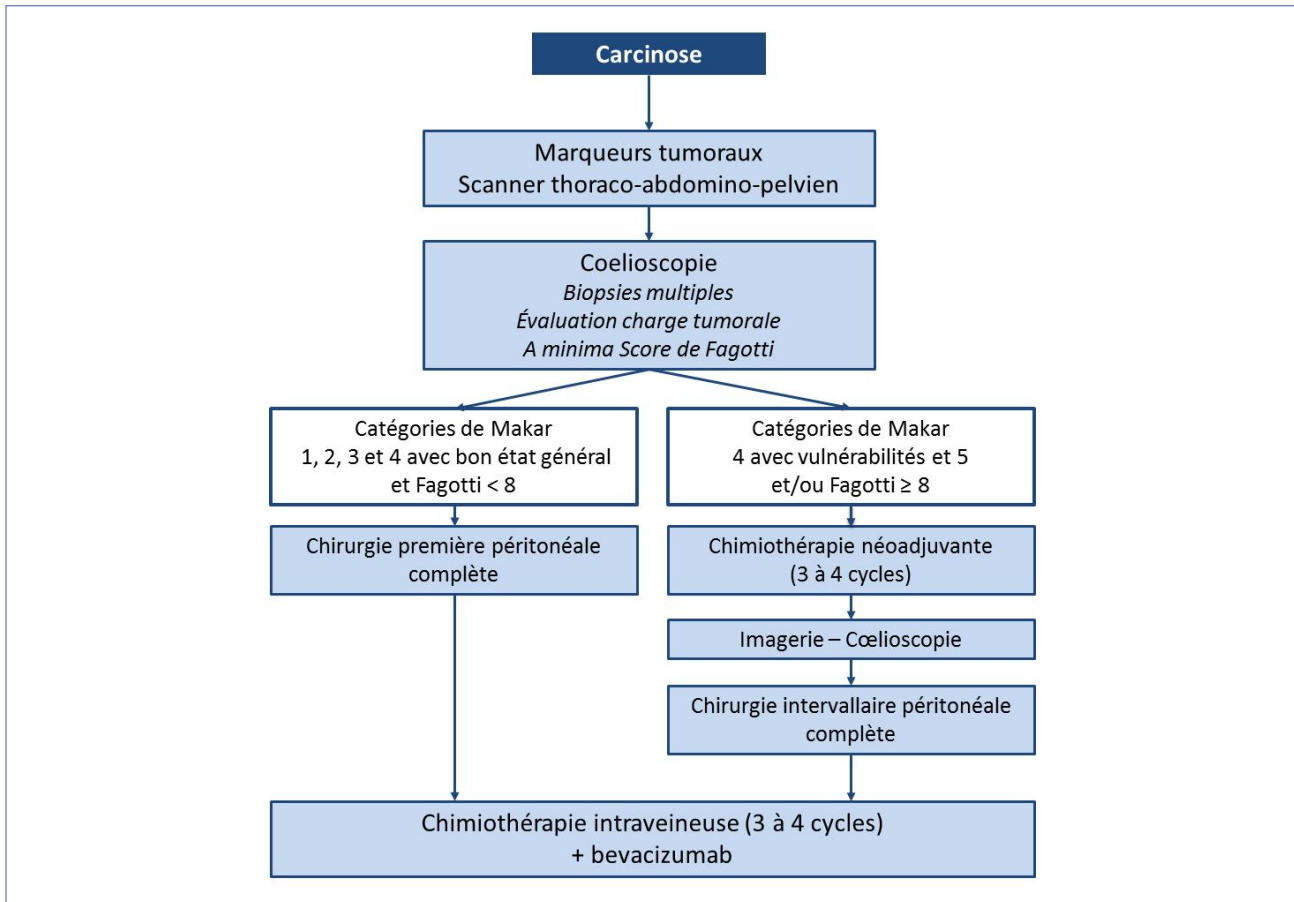 Carcinose
Marqueurs tumoraux
Scanner thoraco-abdomino-pelvien
Coelioscopie
Biopsies multiples
Évaluation charge tumorale
A minima Score de Fagotti
Catégories de Makar
1, 2, 3 et 4 avec bon état général
et Fagotti < 8
Catégories de Makar
4 avec vulnérabilités et 5
et/ou Fagotti ≥ 8
Chirurgie première péritonéale
complète
Chimiothérapie néoadjuvante
(3 à 4 cycles)
Imagerie – Cœlioscopie
Chirurgie intervallaire péritonéale
complète
Chimiothérapie intraveineuse (3 à 4 cycles)
+ bevacizumab